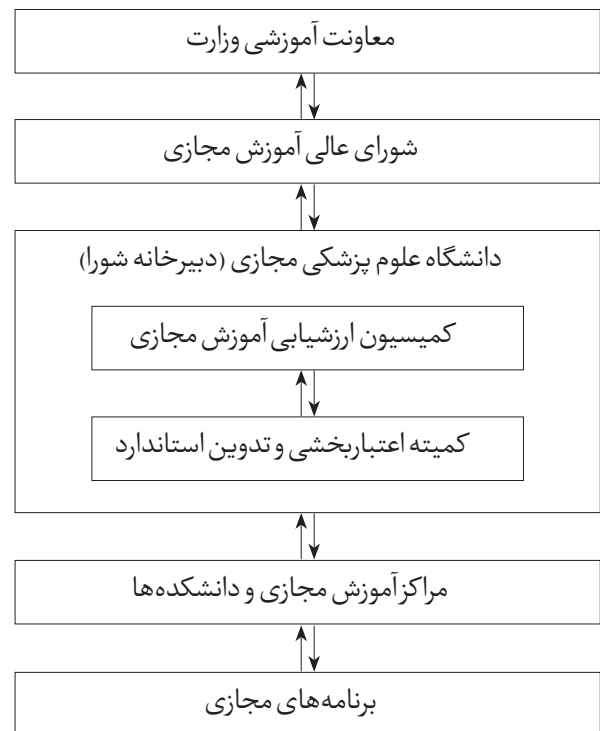 معاونت آموزشی وزارت
شورای عالی آموزش مجازی
دانشگاه علوم پزشکی مجازی (دبیرخانه شورا)
کمیسیون ارزشیابی آموزش مجازی
کمیته اعتباربخشی و تدوین استاندارد
مراکز آموزش مجازی و دانشکده‌ها
برنامه‌های مجازی